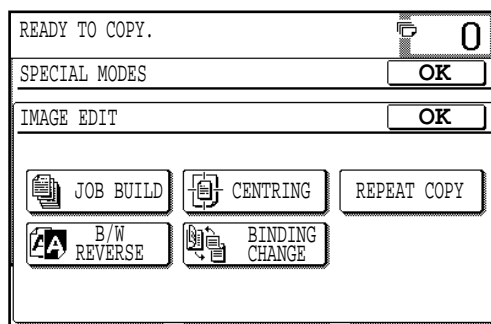 READY TO COPY.
0
SPECIAL MODES
OK
IMAGE EDIT
OK
JOB BUILD
CENTRING
REPEAT COPY
B/W
REVERSE
BINDING
CHANGE
A
A